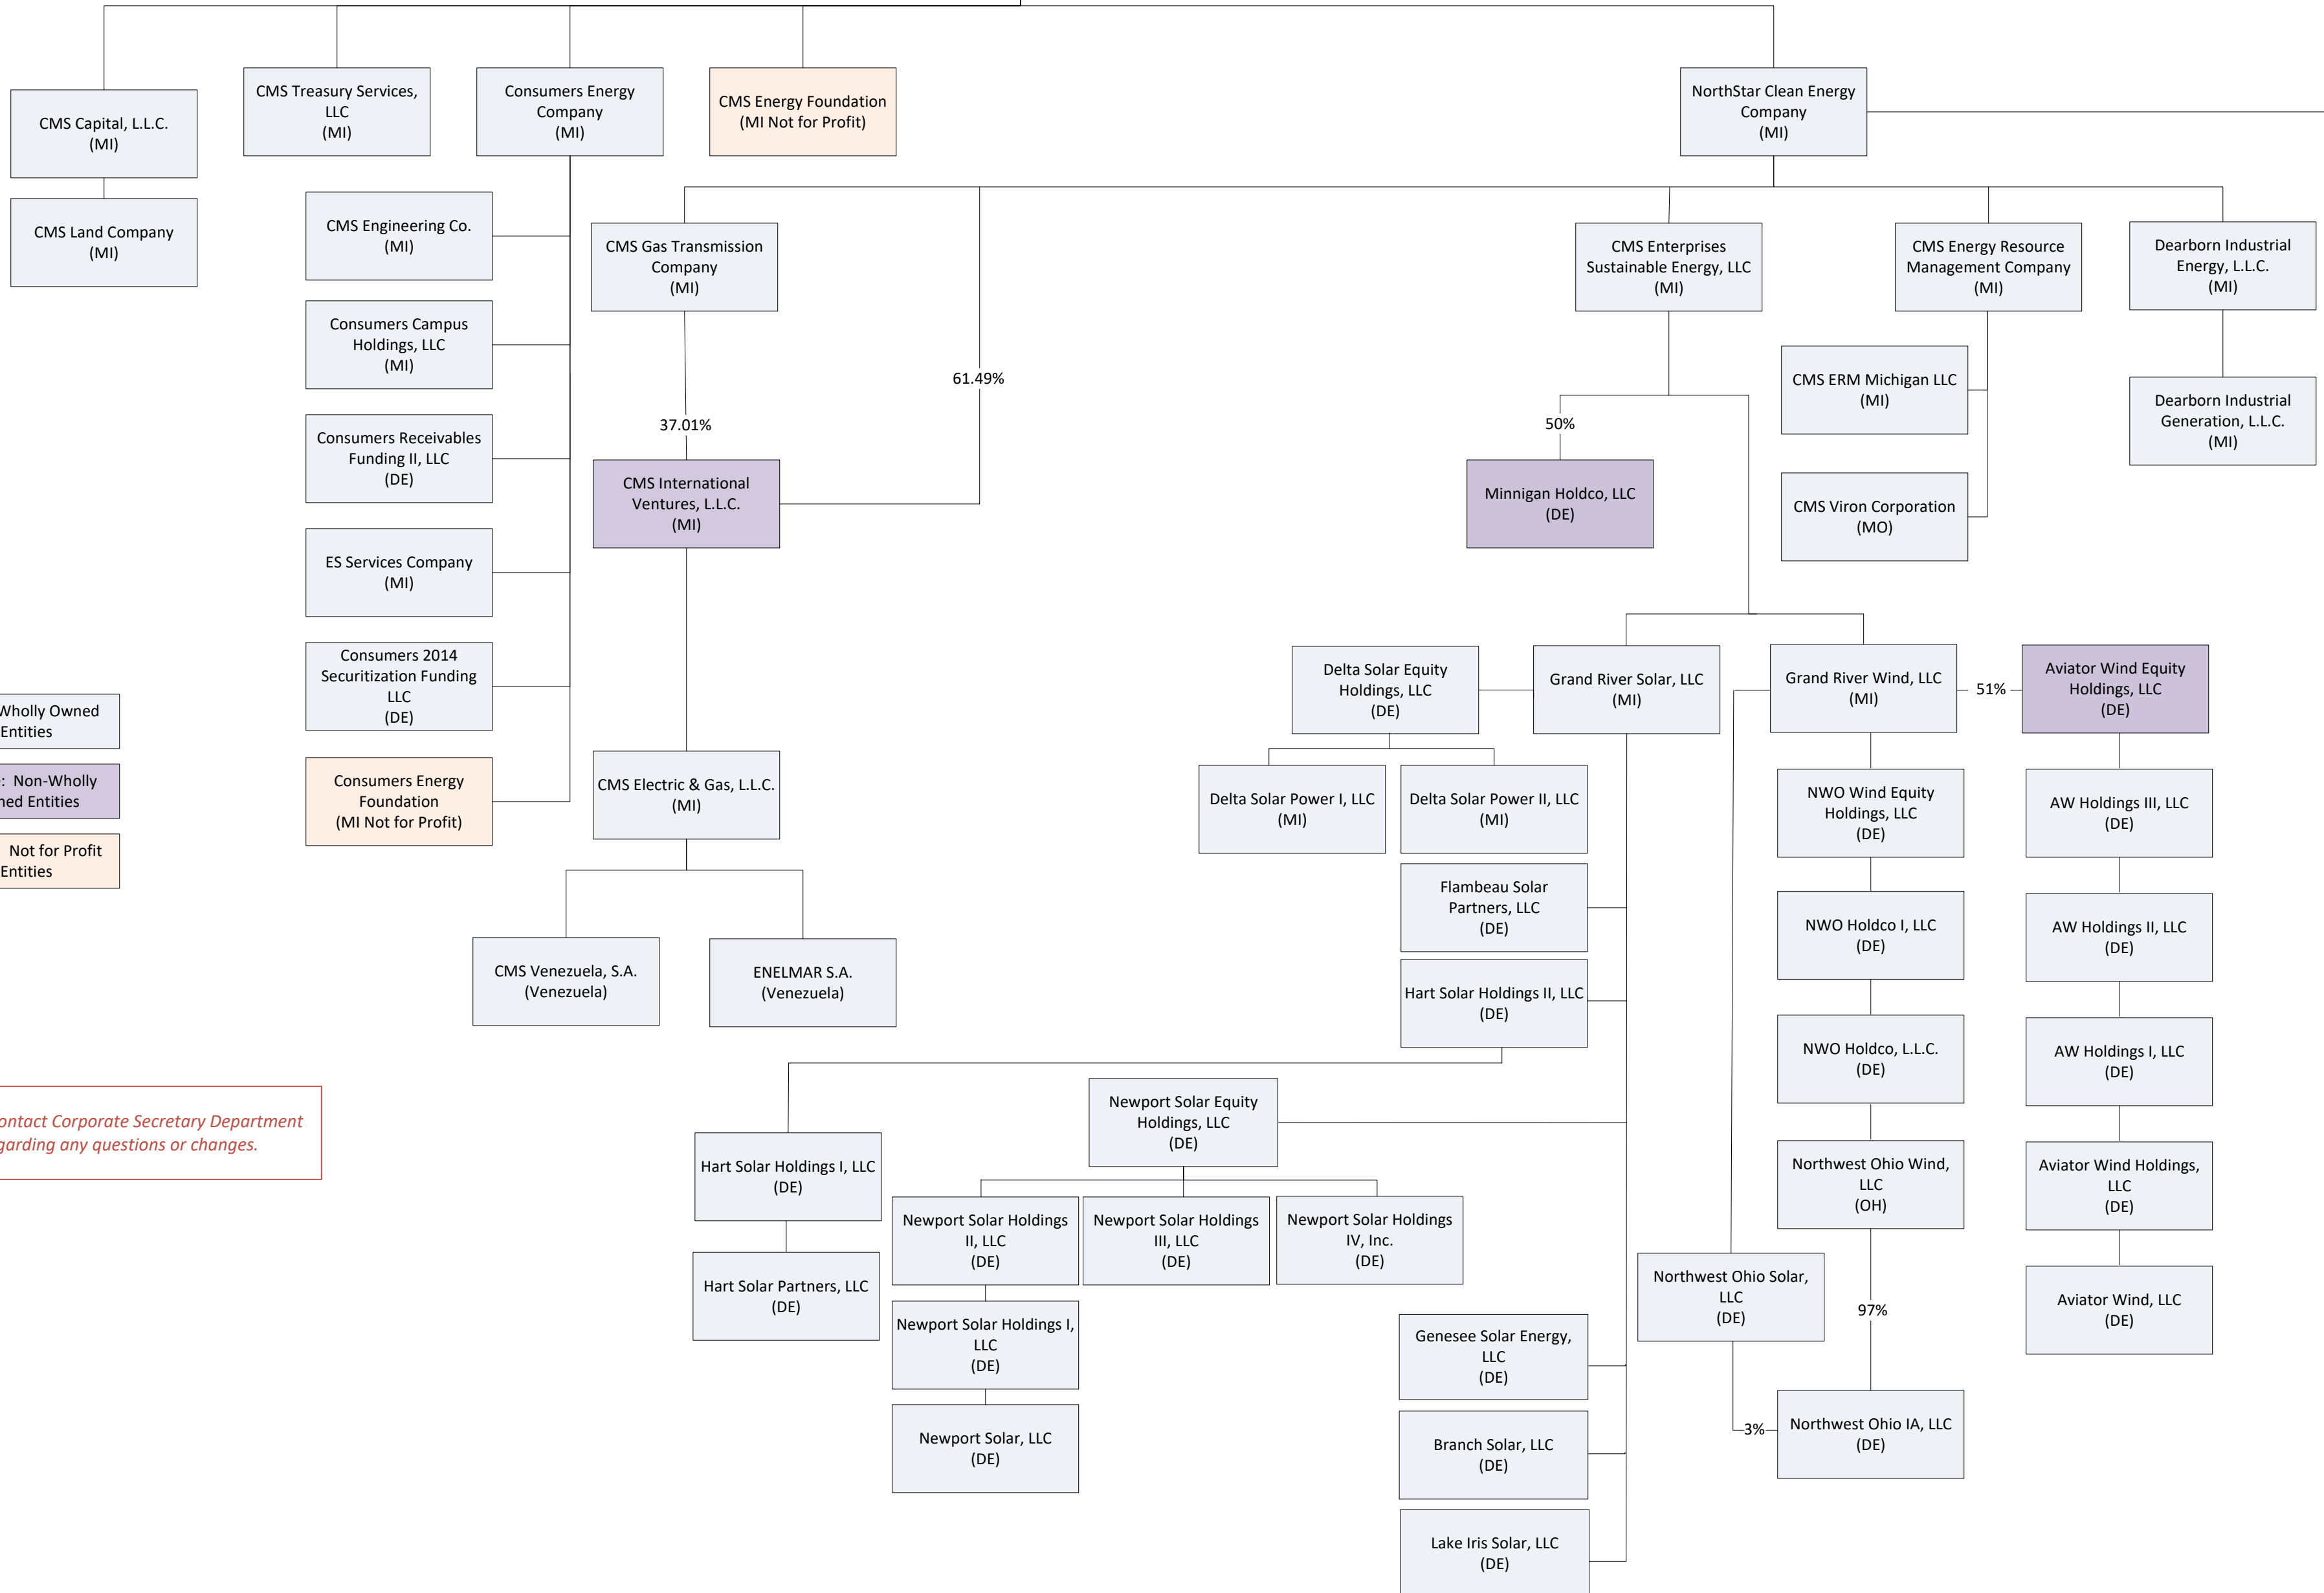 CMS Capital, L.L.C.
(MI)
CMS Treasury Services,
LLC
(MI)
Consumers Energy
Company
(MI)
CMS Energy Foundation
(MI Not for Profit)
NorthStar Clean Energy
Company
(MI)
CMS Land Company
(MI)
CMS Engineering Co.
(MI)
Consumers Campus
Holdings, LLC
(MI)
Consumers Receivables
Funding II, LLC
(DE)
ES Services Company
(MI)
Consumers 2014
Securitization Funding
LLC
(DE)
Consumers Energy
Foundation
(MI Not for Profit)
CMS Gas Transmission
Company
(MI)
37.01%
61.49%
CMS International
Ventures, L.L.C.
(MI)
CMS Electric & Gas, L.L.C.
(MI)
CMS Venezuela, S.A.
(Venezuela)
ENELMAR S.A.
(Venezuela)
CMS Enterprises
Sustainable Energy, LLC
(MI)
50%
Minnigan Holdco, LLC
(DE)
CMS Energy Resource
Management Company
(MI)
CMS ERM Michigan LLC
(MI)
CMS Viron Corporation
(MO)
Dearborn Industrial
Energy, L.L.C.
(MI)
Dearborn Industrial
Generation, L.L.C.
(MI)
Delta Solar Equity
Holdings, LLC
(DE)
Grand River Solar, LLC
(MI)
Grand River Wind, LLC
(MI)
51%
Aviator Wind Equity
Holdings, LLC
(DE)
Delta Solar Power I, LLC
(MI)
Delta Solar Power II, LLC
(MI)
Flambeau Solar
Partners, LLC
(DE)
Hart Solar Holdings II, LLC
(DE)
Hart Solar Holdings I, LLC
(DE)
Hart Solar Partners, LLC
(DE)
Newport Solar Equity
Holdings, LLC
(DE)
Newport Solar Holdings
II, LLC
(DE)
Newport Solar Holdings
III, LLC
(DE)
Newport Solar Holdings
IV, Inc.
(DE)
Newport Solar Holdings I,
LLC
(DE)
Newport Solar, LLC
(DE)
Genesee Solar Energy,
LLC
(DE)
Branch Solar, LLC
(DE)
Lake Iris Solar, LLC
(DE)
NWO Wind Equity
Holdings, LLC
(DE)
NWO Holdco I, LLC
(DE)
NWO Holdco, L.L.C.
(DE)
Northwest Ohio Wind,
LLC
(OH)
Northwest Ohio Solar,
LLC
(DE)
97%
3%
Northwest Ohio IA, LLC
(DE)
AW Holdings III, LLC
(DE)
AW Holdings II, LLC
(DE)
AW Holdings I, LLC
(DE)
Aviator Wind Holdings,
LLC
(DE)
Aviator Wind, LLC
(DE)
Wholly Owned
Entities
: Non-Wholly
ned Entities
Not for Profit
Entities
ontact Corporate Secretary Department
garding any questions or changes.